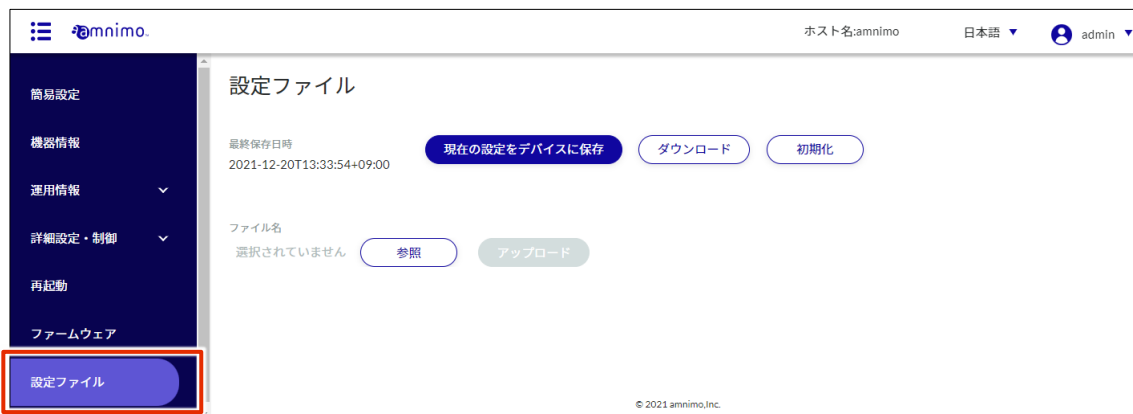 amnimo.
ホスト名:amnimo
日本語 ▼
admin ▼
簡易設定
機器情報
運用情報
詳細設定・制御
再起動
ファームウェア
設定ファイル
設定ファイル
最終保存日時
2021-12-20T13:33:54+09:00
現在の設定をデバイスに保存
ダウンロード
初期化
ファイル名
選択されていません
参照
アップロード
© 2021 amnimo,Inc.